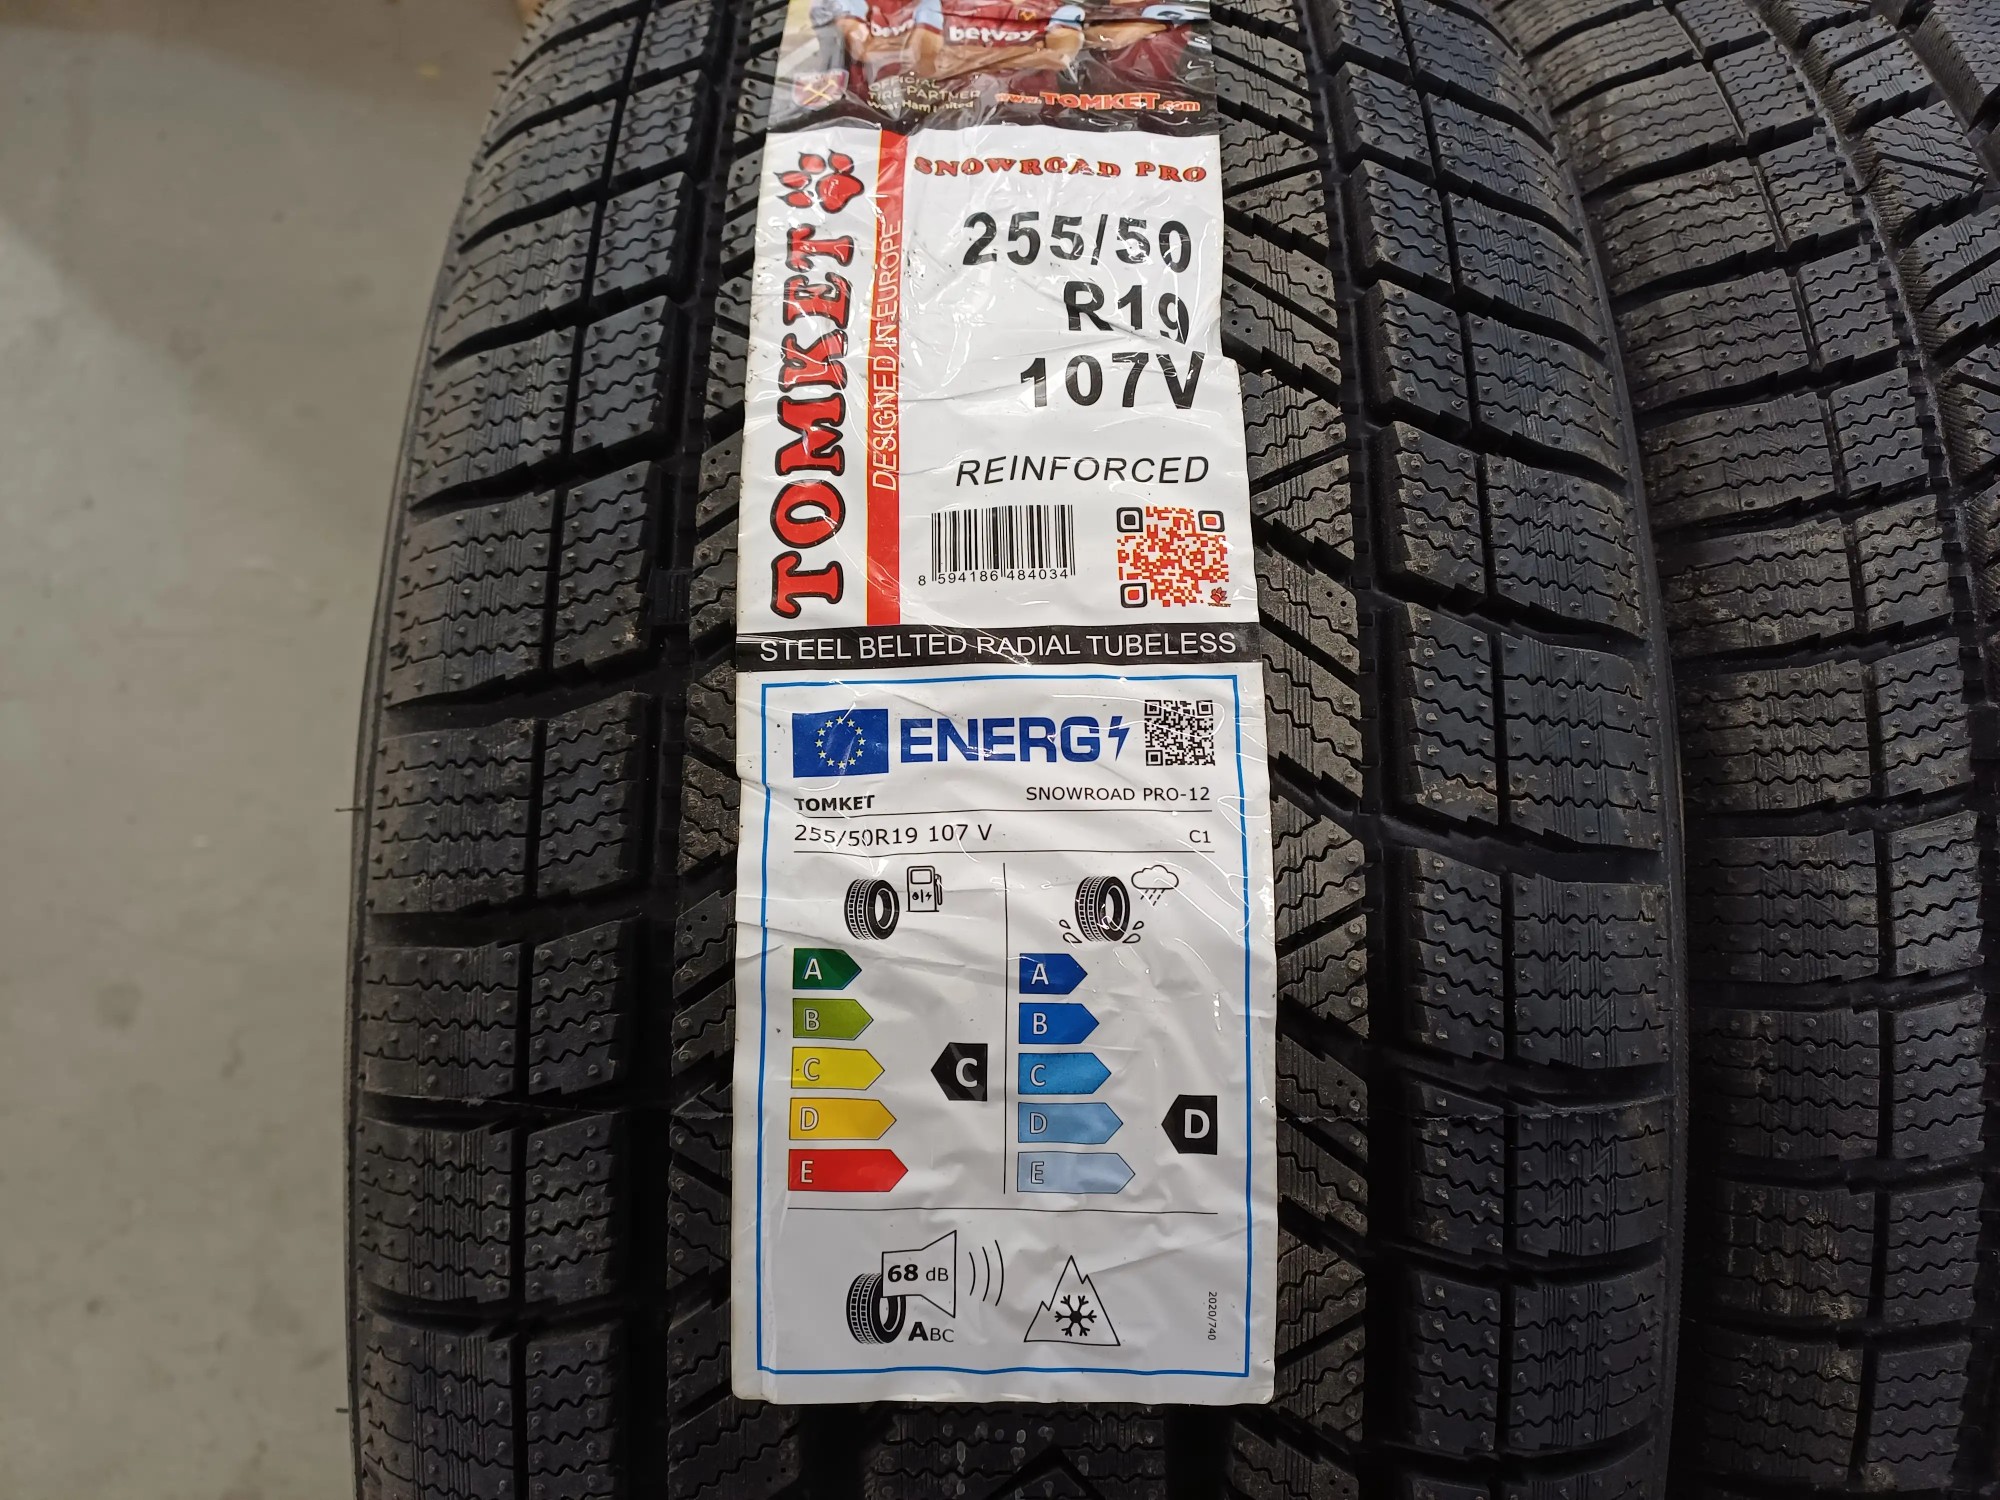 betway
OFFICIAL
TIRE-PARTNER
West Ham United
www.TOMKET.com
TOMKET
DESIGNED IN EUROPE
SNOWROAD PRO
255/50
R19
107V
REINFORCED
8 594186 484034
TOMKET
STEEL BELTED RADIAL TUBELESS
ENERG
TOMKET SNOWROAD PRO-12
255/50R19 107 V C1
A A
B B
C C C
D D D
E E
68 dB
ABC
2020/740